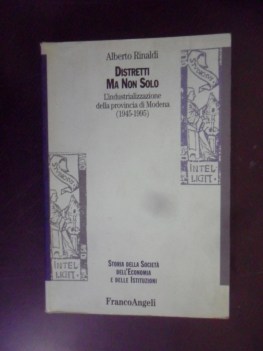 Alberto Rinaldi
DISTRETTI
MA NON SOLO
L'industrializzazione
della provincia di Modena
(1945-1995)
INTEL
LIGIT
INTEL
LIGIT
STORIA DELLA SOCIETÀ
DELL'ECONOMIA
E DELLE ISTITUZIONI
FrancoAngeli